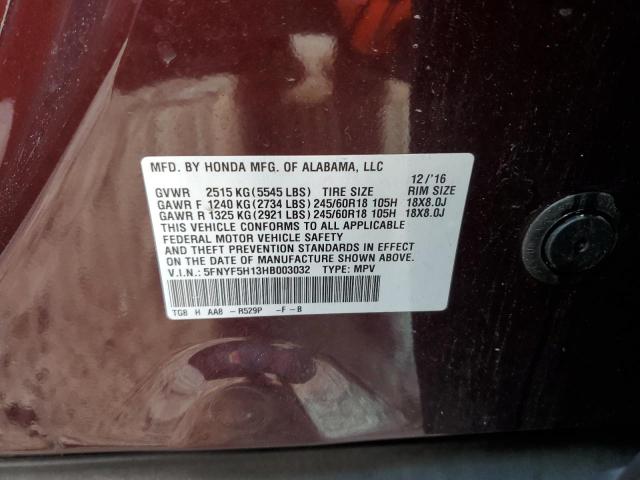 MFD. BY HONDA MFG. OF ALABAMA, LLC 12/'16
GVWR 2515 KG (5545 LBS) TIRE SIZE RIM SIZE
GAWR F 1240 KG (2734 LBS) 245/60R18 105H 18X8.0J
GAWR R 1325 KG (2921 LBS) 245/60R18 105H 18X8.0J
THIS VEHICLE CONFORMS TO ALL APPLICABLE
FEDERAL MOTOR VEHICLE SAFETY
AND THEFT PREVENTION STANDARDS IN EFFECT
ON THE DATE OF MANUFACTURE SHOWN ABOVE.
V.I.N.: 5FNYF5H13HB003032 TYPE: MPV
TG8 H AA8 - R529P -F-B